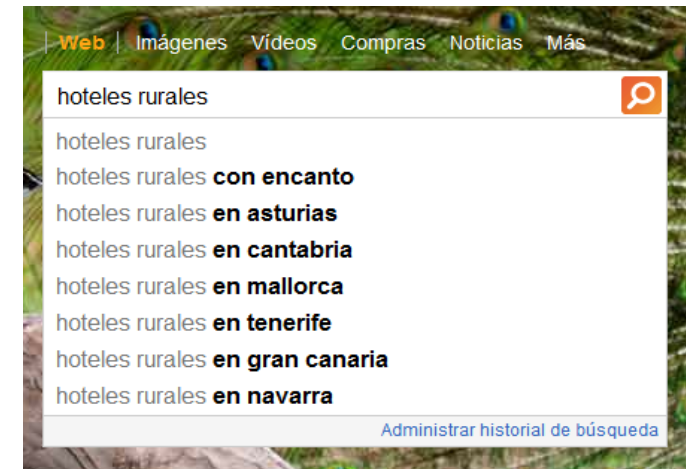 | Web | Imágenes Vídeos Compras Noticias Más
hoteles rurales
hoteles rurales
hoteles rurales con encanto
hoteles rurales en asturias
hoteles rurales en cantabria
hoteles rurales en mallorca
hoteles rurales en tenerife
hoteles rurales en gran canaria
hoteles rurales en navarra
Administrar historial de búsqueda